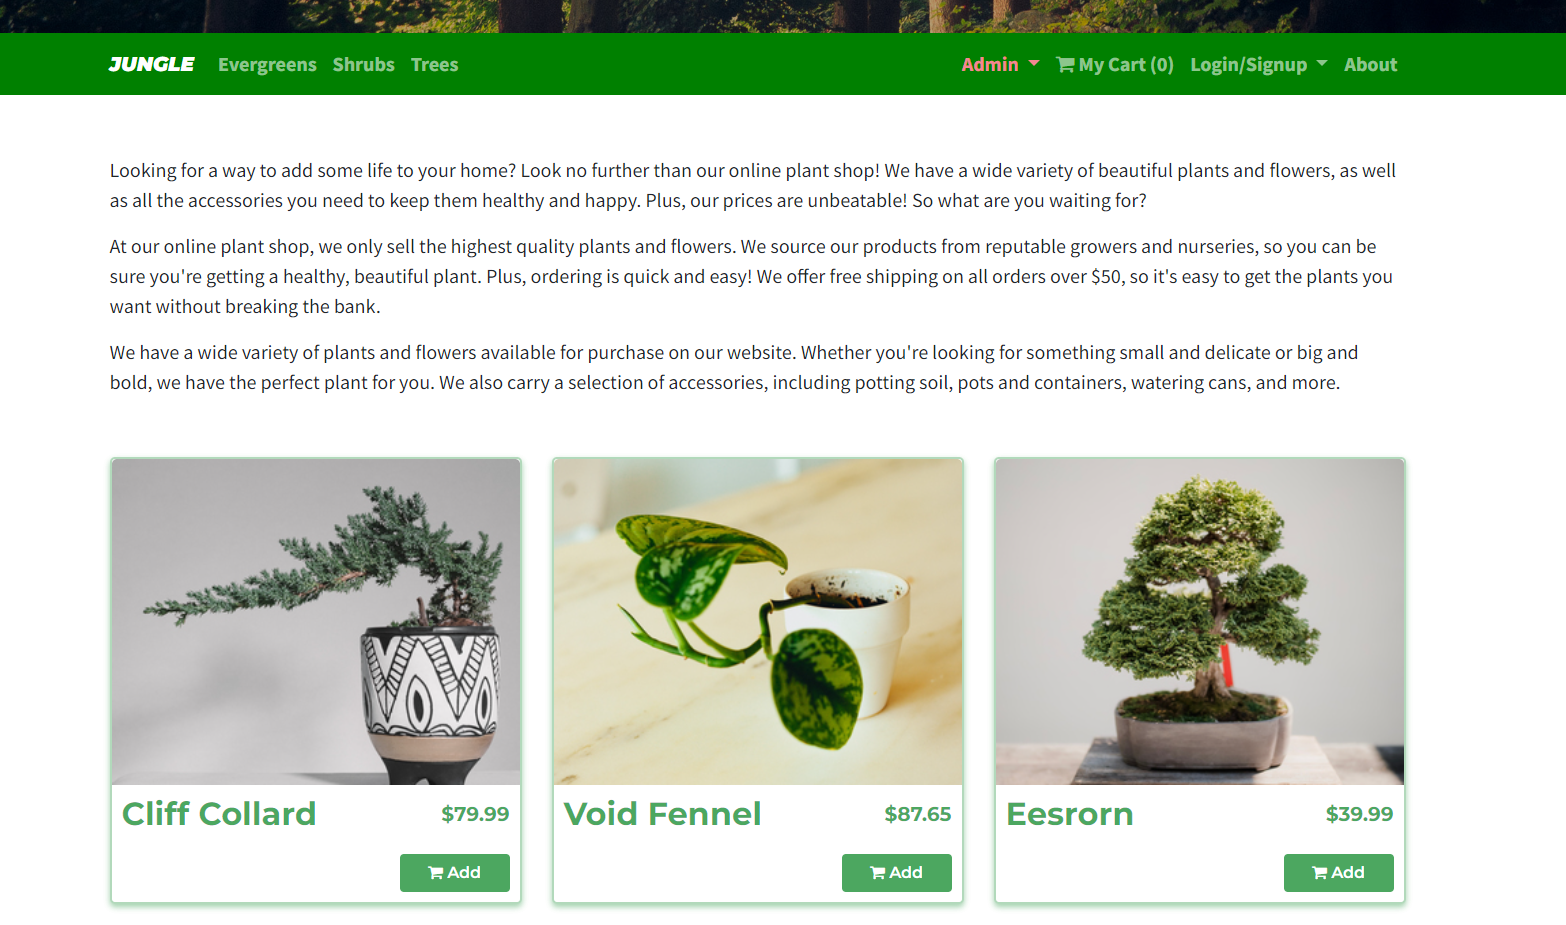 JUNGLE Evergreens Shrubs Trees Admin My Cart (0) Login/Signup About
Looking for a way to add some life to your home? Look no further than our online plant shop! We have a wide variety of beautiful plants and flowers, as well
as all the accessories you need to keep them healthy and happy. Plus, our prices are unbeatable! So what are you waiting for?
At our online plant shop, we only sell the highest quality plants and flowers. We source our products from reputable growers and nurseries, so you can be
sure you're getting a healthy, beautiful plant. Plus, ordering is quick and easy! We offer free shipping on all orders over $50, so it's easy to get the plants you
want without breaking the bank.
We have a wide variety of plants and flowers available for purchase on our website. Whether you're looking for something small and delicate or big and
bold, we have the perfect plant for you. We also carry a selection of accessories, including potting soil, pots and containers, watering cans, and more.
Cliff Collard $79.99
Add
Void Fennel $87.65
Add
Eesrorn $39.99
Add